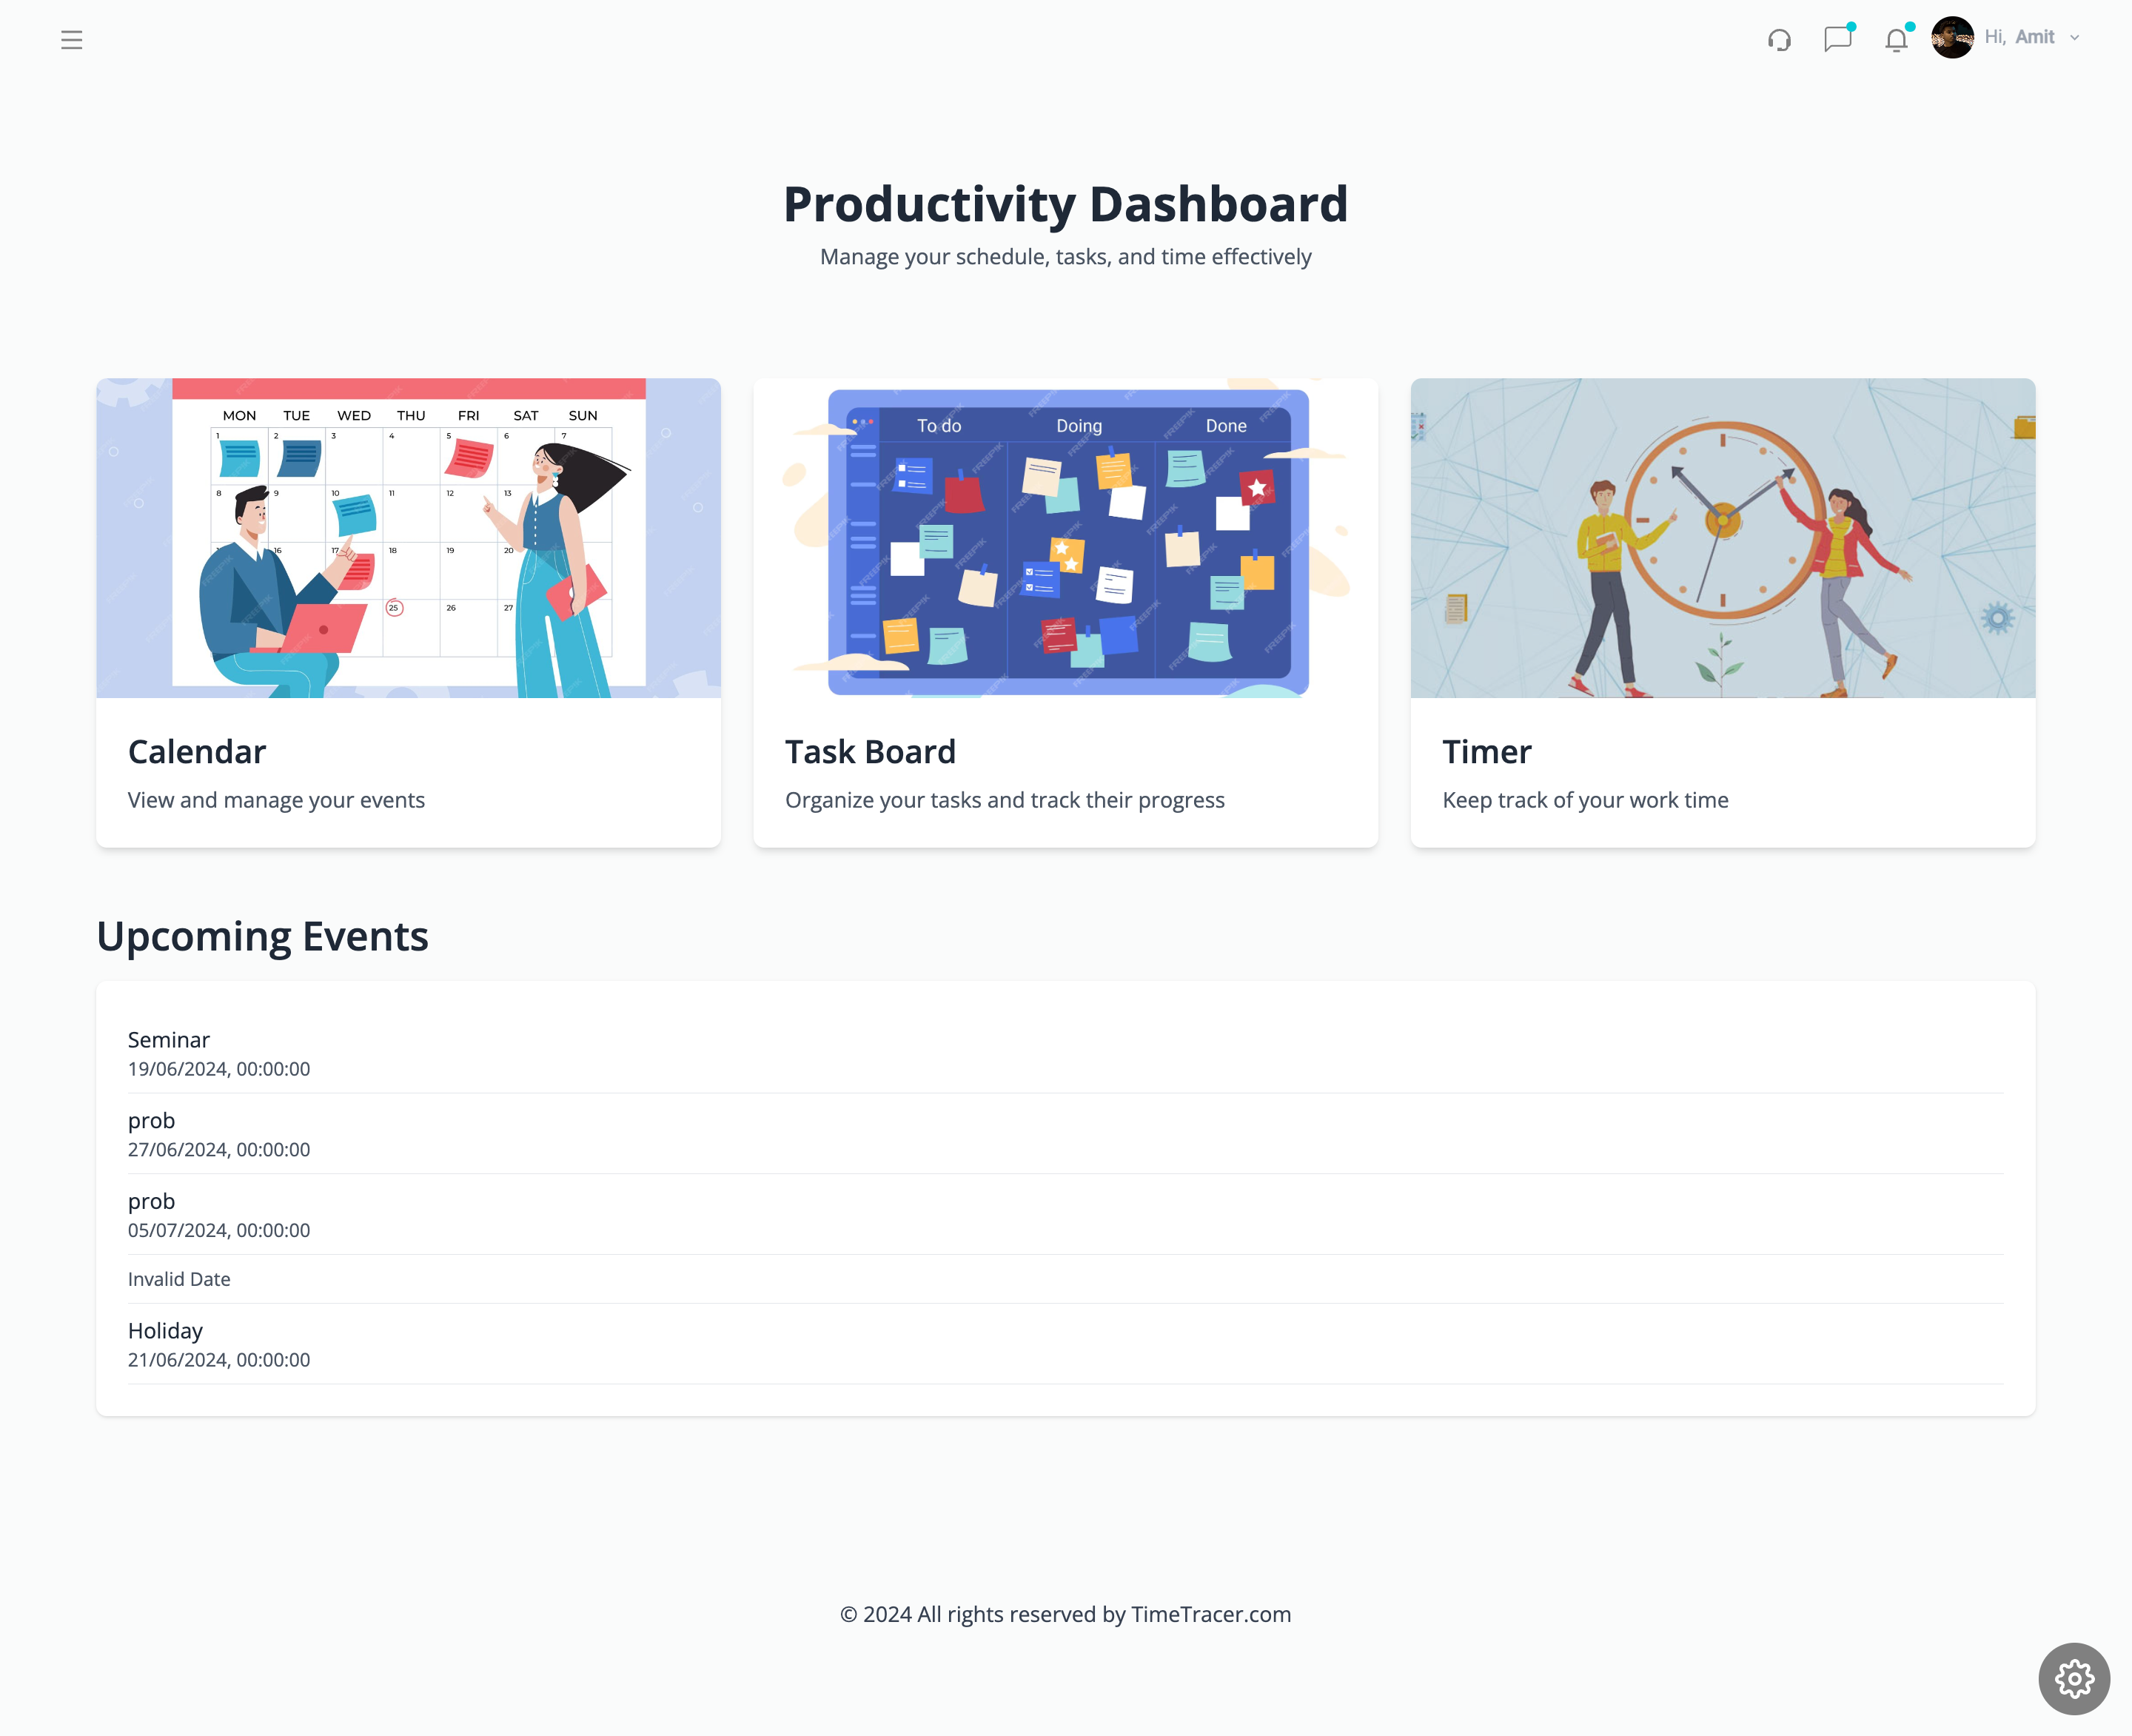 Hi, Amit
Productivity Dashboard
Manage your schedule, tasks, and time effectively
MON TUE WED THU FRI SAT SUN
1 2 3 4 5 6 7
8 9 10 11 12 13
16 17 18 19 20
25 26 27
To do Doing Done
FREEPIK
Calendar
View and manage your events
Task Board
Organize your tasks and track their progress
Timer
Keep track of your work time
Upcoming Events
Seminar
19/06/2024, 00:00:00
prob
27/06/2024, 00:00:00
prob
05/07/2024, 00:00:00
Invalid Date
Holiday
21/06/2024, 00:00:00
© 2024 All rights reserved by TimeTracer.com